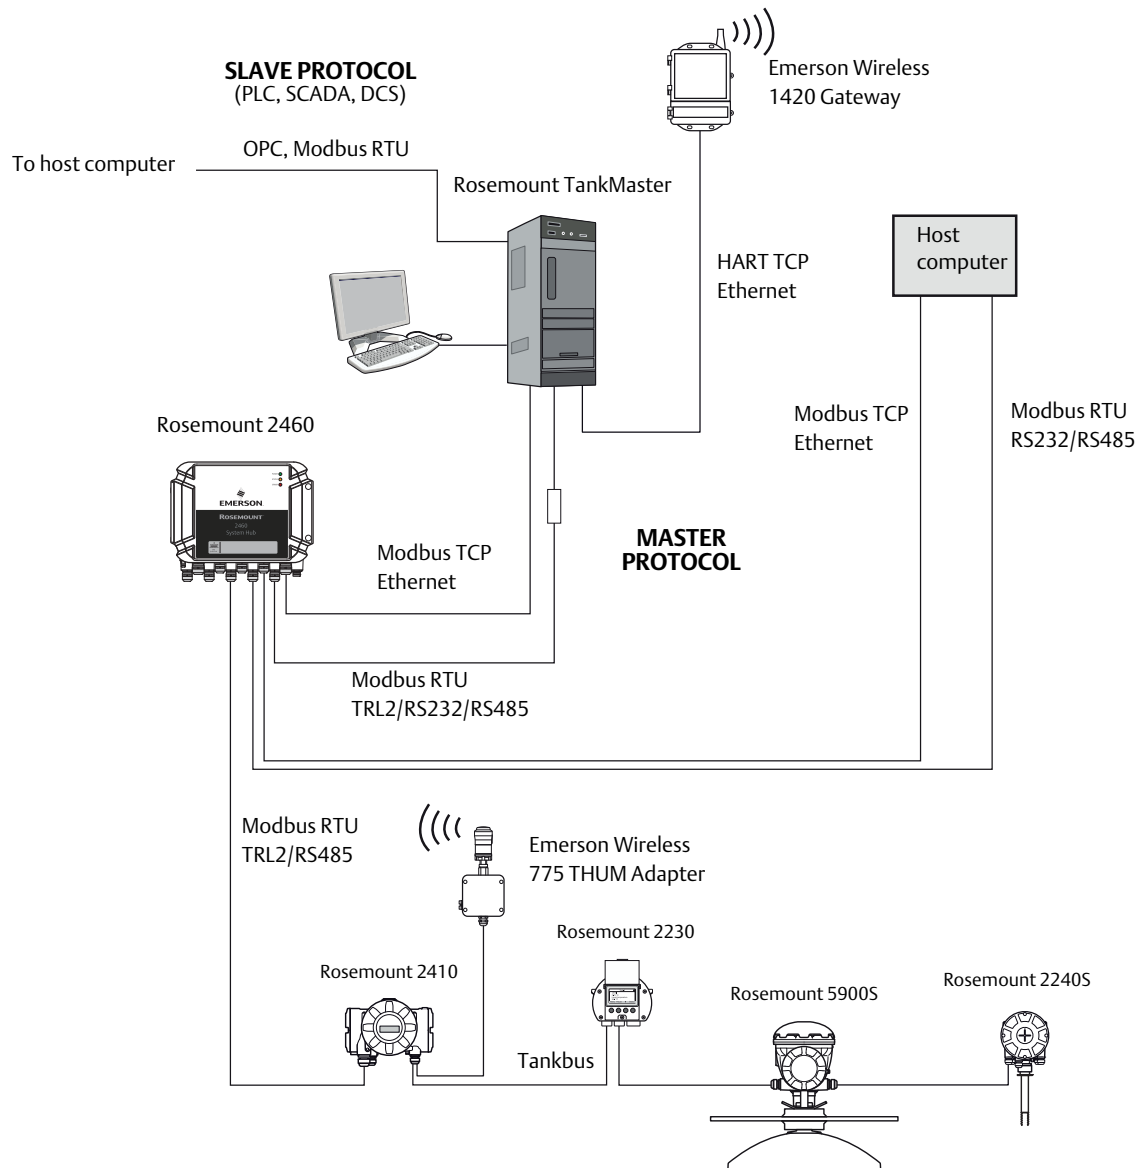 SLAVE PROTOCOL
(PLC, SCADA, DCS)
Emerson Wireless
1420 Gateway
To host computer
OPC, Modbus RTU
Rosemount TankMaster
HART TCP
Ethernet
Host
computer
Modbus TCP
Ethernet
Modbus RTU
RS232/RS485
Rosemount 2460
EMERSON
ROSEMOUNT
2460
System Hub
Modbus TCP
Ethernet
MASTER
PROTOCOL
Modbus RTU
TRL2/RS232/RS485
Modbus RTU
TRL2/RS485
Emerson Wireless
775 THUM Adapter
Rosemount 2410
Rosemount 2230
Tankbus
Rosemount 5900S
Rosemount 2240S